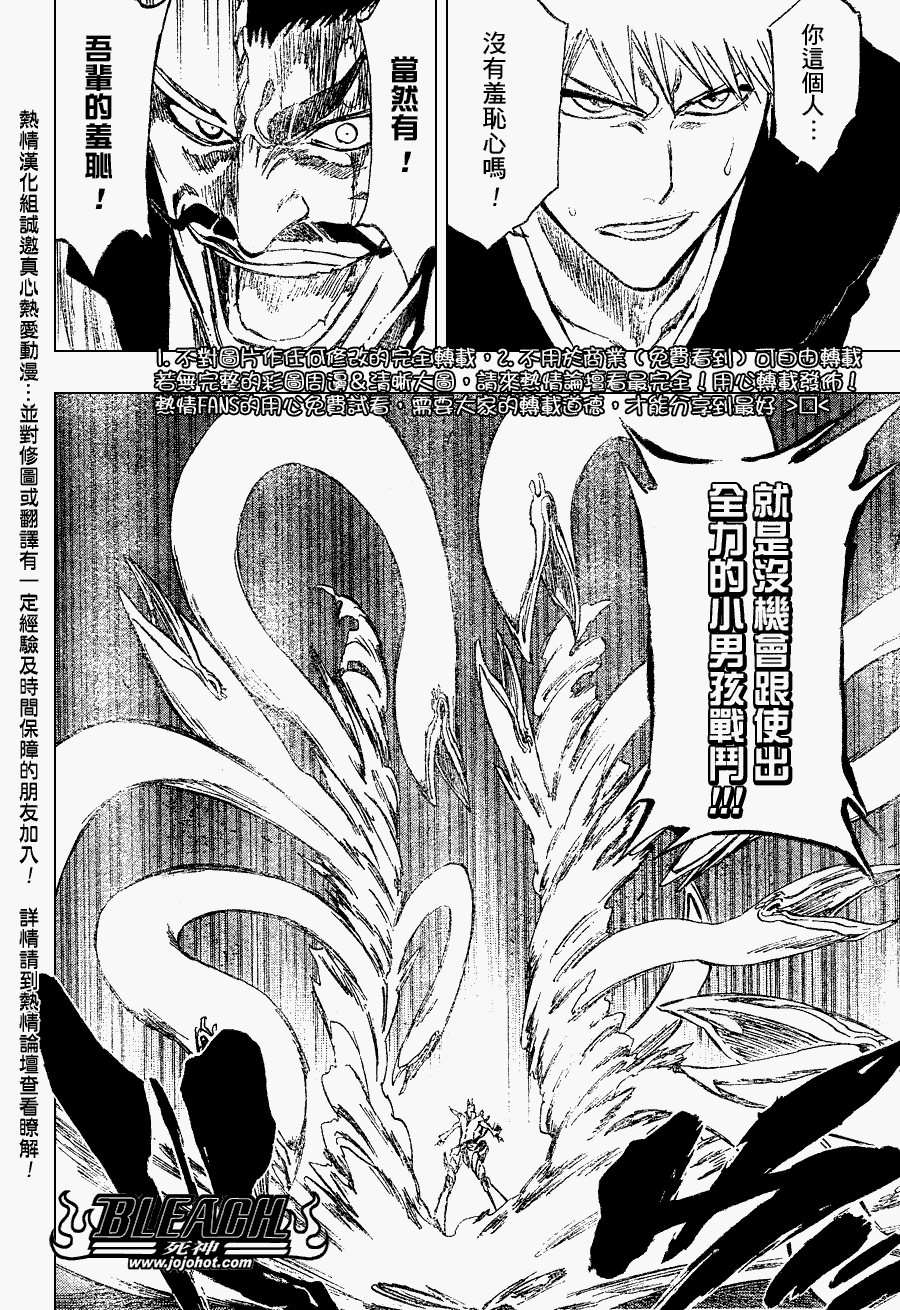 你這個人…
沒有羞恥心嗎！
當然有！
吾輩的羞恥！
1. 不對圖片作任何修改的完全轉載，2. 不用於商業（免費看到）可自由轉載
若無完整的彩圖周漫&清晰大圖，請來熱情論壇看最完全！用心轉載發佈！
熱情FANS的用心免費試看，需要大家的轉載道德，才能分享到最好 >□<
就是沒機會跟使出
全力的小男孩戰鬥!!!
熱情漢化組誠邀真心熱愛動漫…並對修圖或翻譯有一定經驗及時間保障的朋友加入！ 詳情請到熱情論壇查看瞭解！
BLEACH
死神
www.jojohot.com